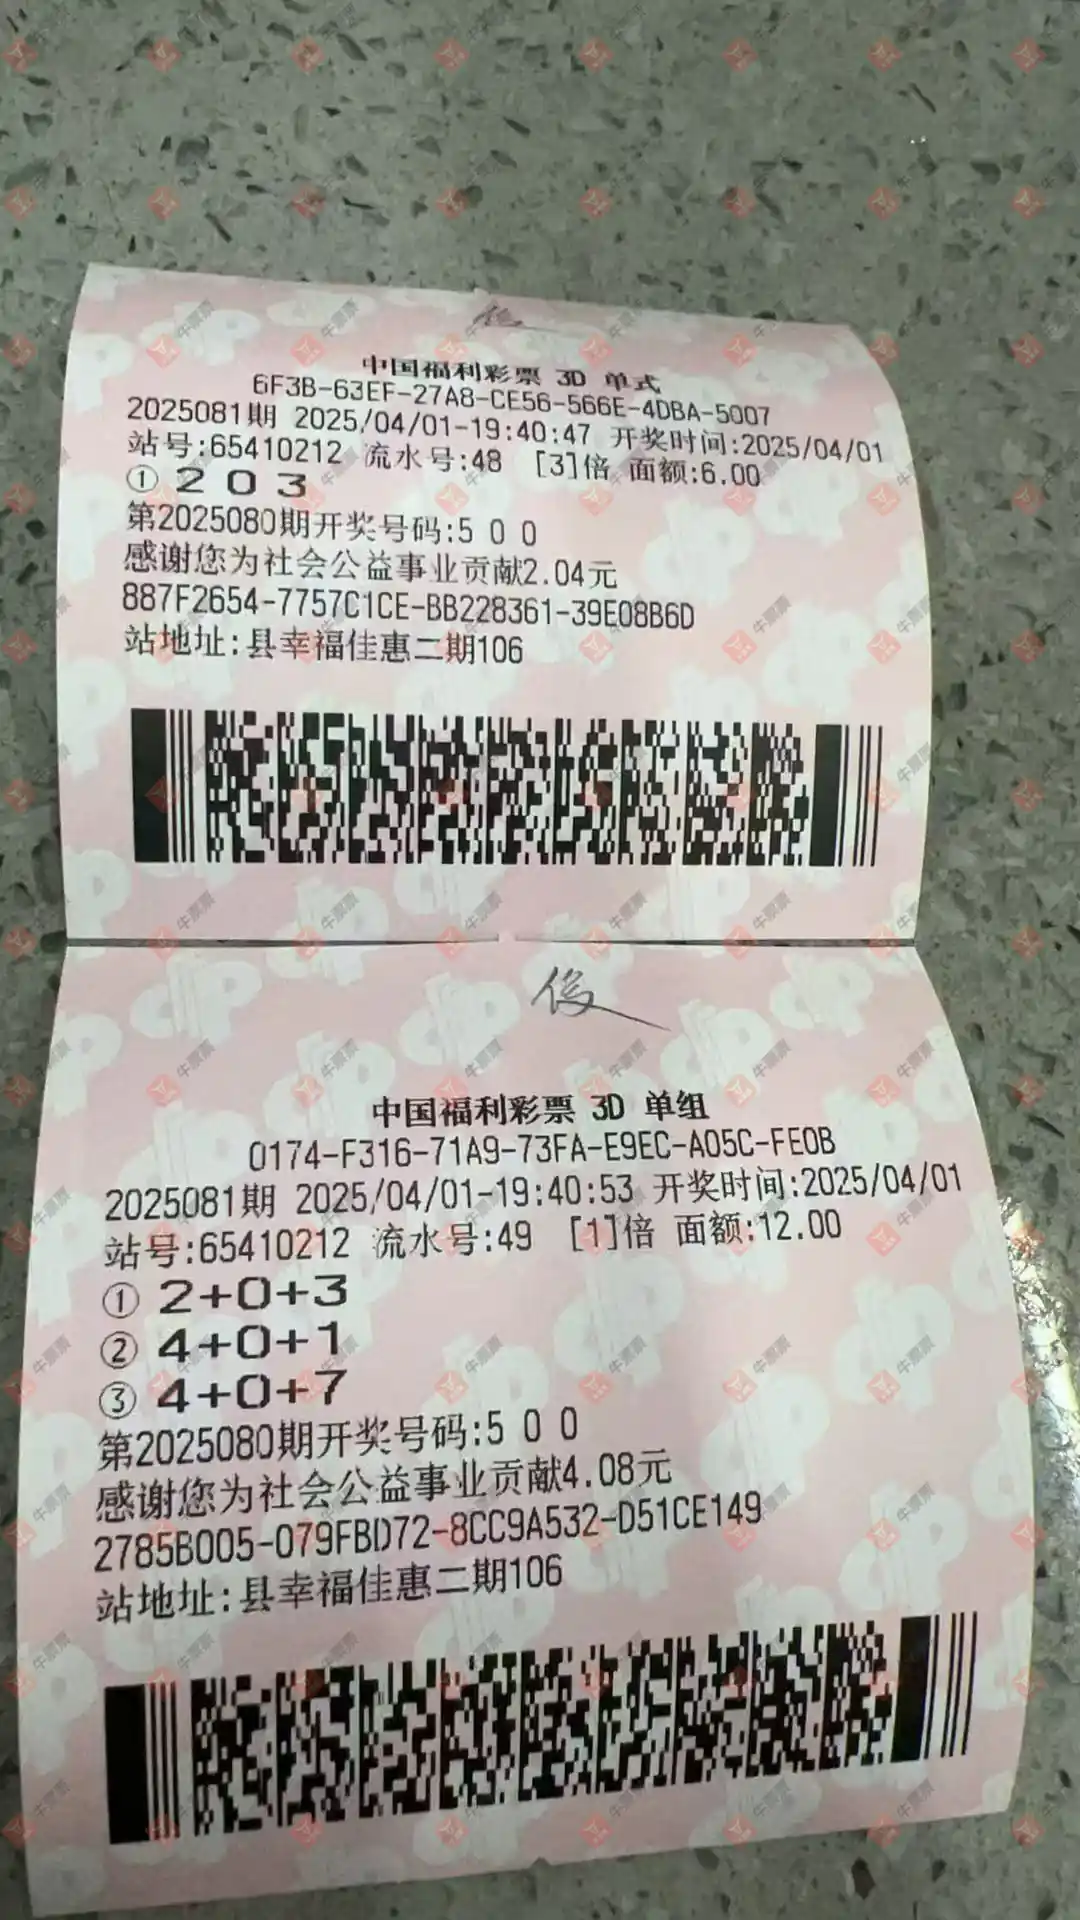 中国福利彩票 3D 单式
6F3B-63EF-27A8-CE56-566E-4DBA-5007
2025081期 2025/04/01-19:40:47 开奖时间:2025/04/01
站号:65410212 流水号:48 [3]倍 面额:6.00
① 2 0 3
第2025080期开奖号码:5 0 0
感谢您为社会公益事业贡献2.04元
887F2654-7757C1CE-BB228361-39E08B6D
站地址:县幸福佳惠二期106
中国福利彩票 3D 单组
0174-F316-71A9-73FA-E9EC-A05C-FE0B
2025081期 2025/04/01-19:40:53 开奖时间:2025/04/01
站号:65410212 流水号:49 [1]倍 面额:12.00
① 2+0+3
② 4+0+1
③ 4+0+7
第2025080期开奖号码:5 0 0
感谢您为社会公益事业贡献4.08元
2785B005-079FBD72-8CC9A532-D51CE149
站地址:县幸福佳惠二期106